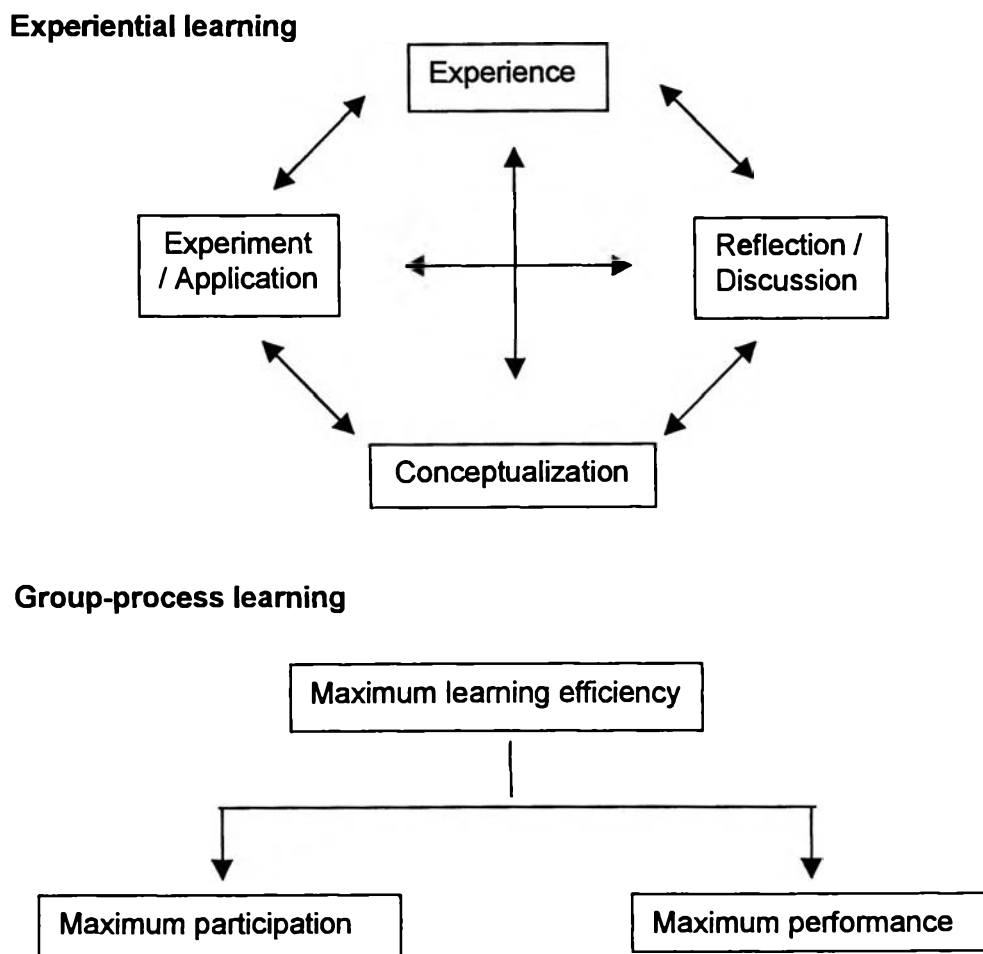 Experiential learning
Experience
Experiment
/ Application
Reflection /
Discussion
Conceptualization
Group-process learning
Maximum learning efficiency
Maximum participation
Maximum performance